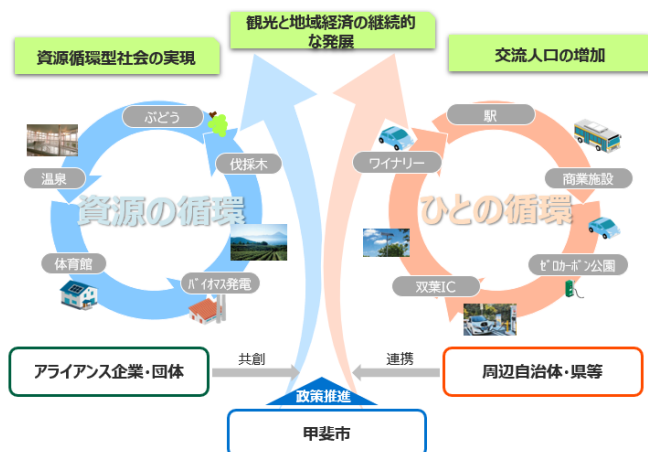 観光と地域経済の継続的
な発展
資源循環型社会の実現
交流人口の増加
ぶどう
伐採木
バイオマス発電
体育館
温泉
資源の循環
駅
商業施設
ゼロカーボン公園
双葉IC
ワイナリー
ひとの循環
アライアンス企業・団体
共創
連携
周辺自治体・県等
政策推進
甲斐市